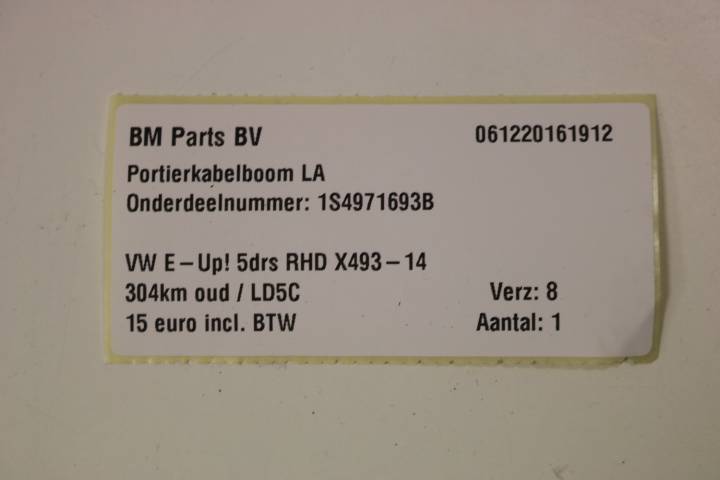 BM Parts BV 061220161912
Portierkabelboom LA
Onderdeelnummer: 1S4971693B
VW E-Up! 5drs RHD X493-14
304km oud / LD5C Verz: 8
15 euro incl. BTW Aantal: 1